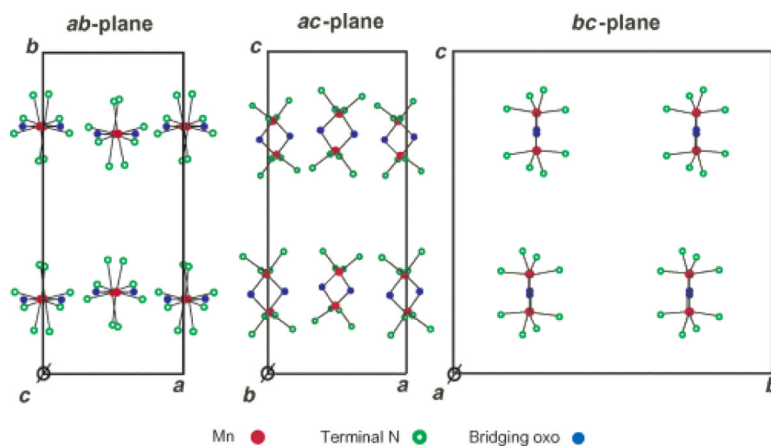 ab-plane
ac-plane
bc-plane
b
c
c
c
a
b
a
a
b
Mn
Terminal N
Bridging oxo